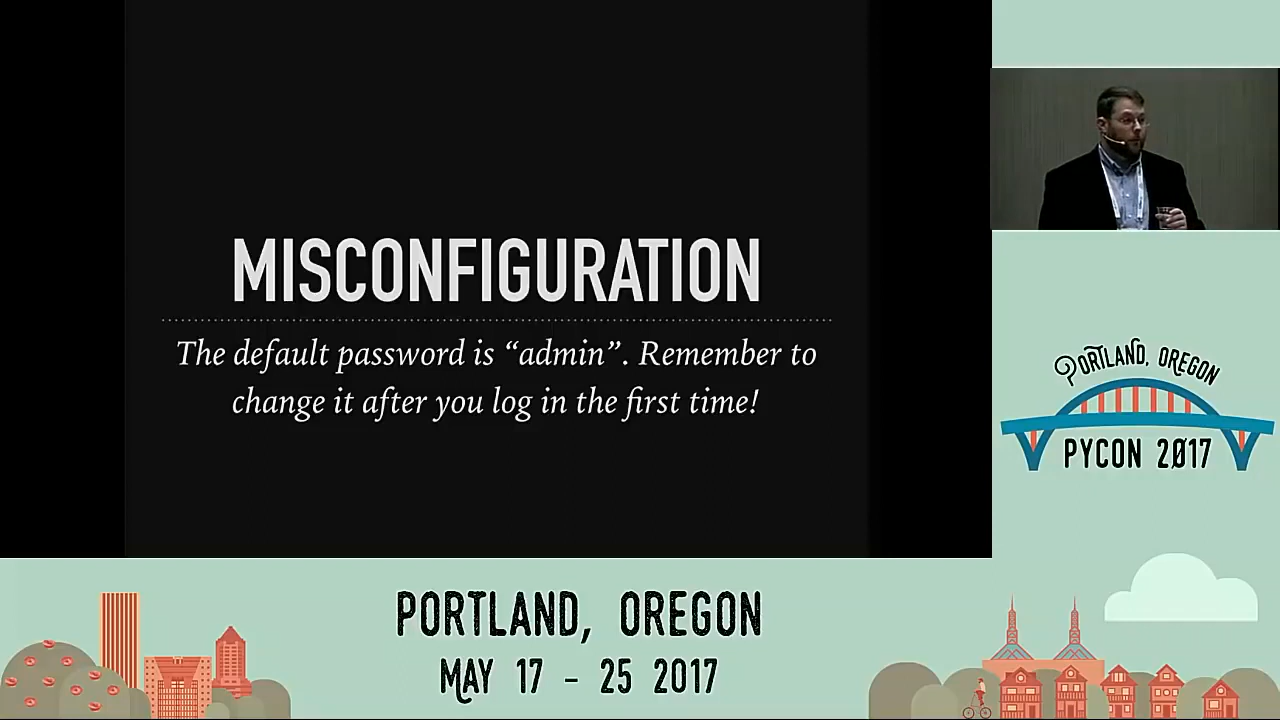 MISCONFIGURATION
The default password is “admin”. Remember to
change it after you log in the first time!
PORTLAND, OREGON
PYCON 2017
PORTLAND, OREGON
MAY 17 - 25 2017